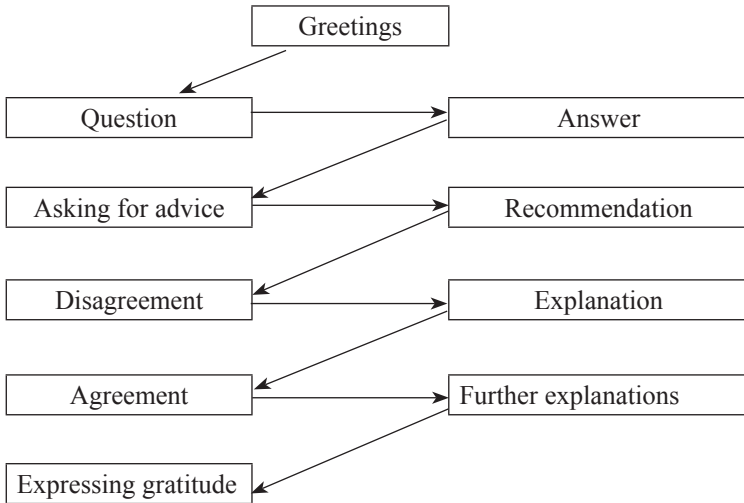 Greetings
Question
Answer
Asking for advice
Recommendation
Disagreement
Explanation
Agreement
Further explanations
Expressing gratitude